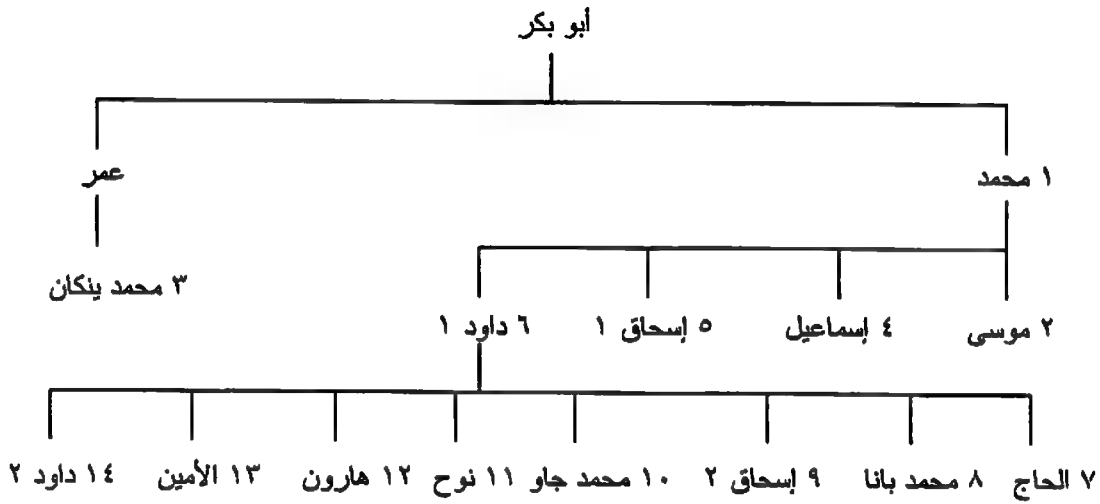 أبو بكر
١ محمد عمر
٣ محمد ينكان
٢ موسى ٤ إسماعيل ٥ إسحاق ١ ٦ داود ١
٧ الحاج ٨ محمد بانا ٩ إسحاق ٢ ١٠ محمد جاو ١١ نوح ١٢ هارون ١٣ الأمين ١٤ داود ٢